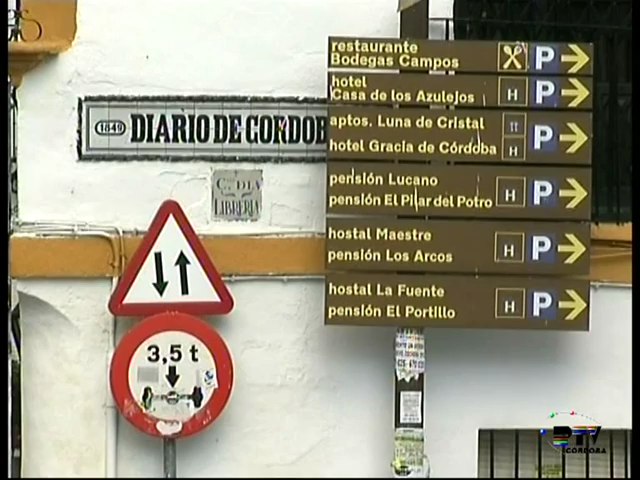 restaurante
Bodegas Campos
P
hotel
Casa de los Azulejos
H P
aptos. Luna de Cristal
hotel Gracia de Córdoba
H P
pensión Lucano
pensión El Pilar del Potro
H P
hostal Maestre
pensión Los Arcos
H P
hostal La Fuente
pensión El Portillo
H P
1849 DIARIO DE CORDOB
LIBRERIA
3,5 t
PTV
CORDOBA